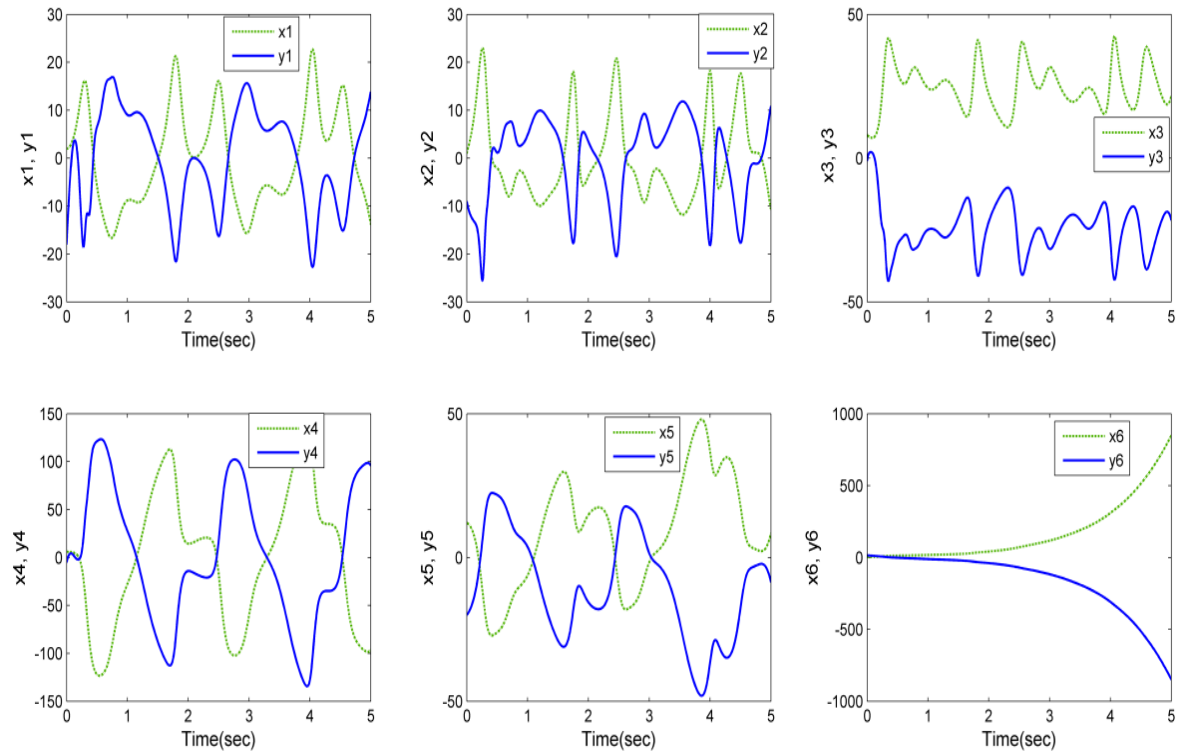 30
20
10
0
-10
-20
-30
x1, y1
x1
y1
0 1 2 3 4 5
Time(sec)
30
20
10
0
-10
-20
-30
x2, y2
x2
y2
0 1 2 3 4 5
Time(sec)
50
0
-50
x3, y3
x3
y3
0 1 2 3 4 5
Time(sec)
150
100
50
0
-50
-100
-150
x4, y4
x4
y4
0 1 2 3 4 5
Time(sec)
50
0
-50
x5, y5
x5
y5
0 1 2 3 4 5
Time(sec)
1000
500
0
-500
-1000
x6, y6
x6
y6
0 1 2 3 4 5
Time(sec)